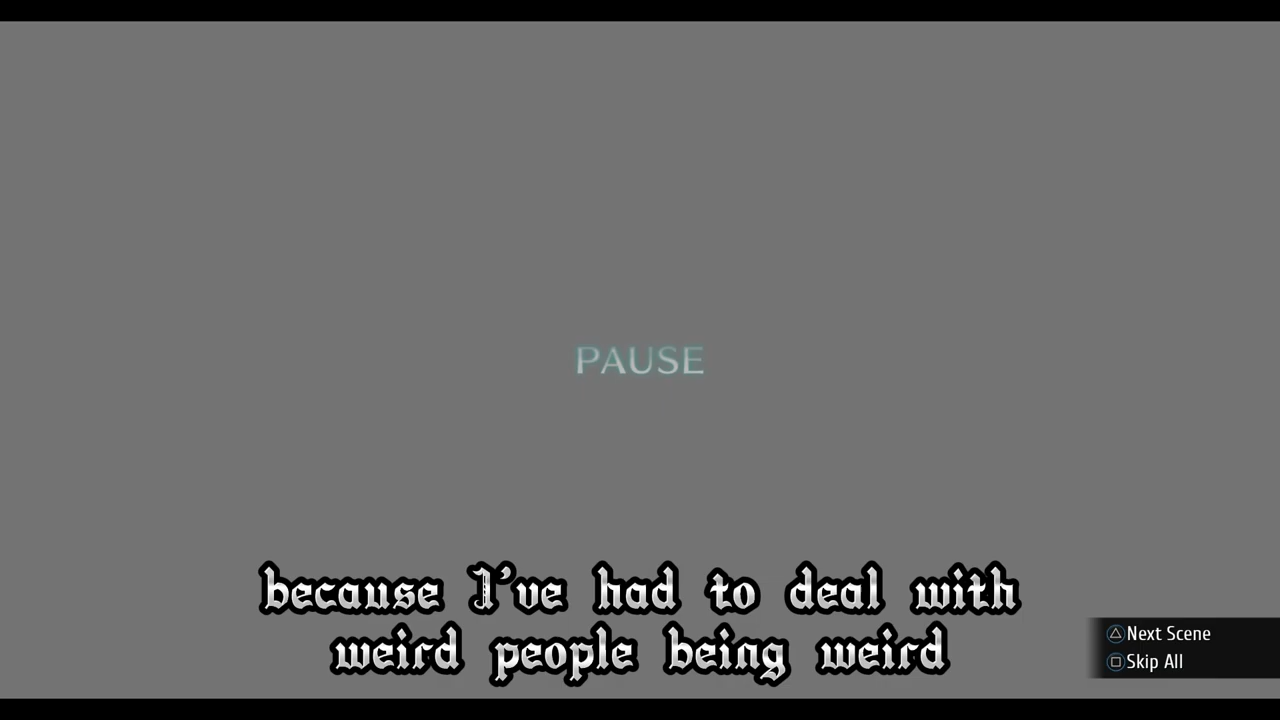 PAUSE
because I've had to deal with
weird people being weird
Next Scene
Skip All